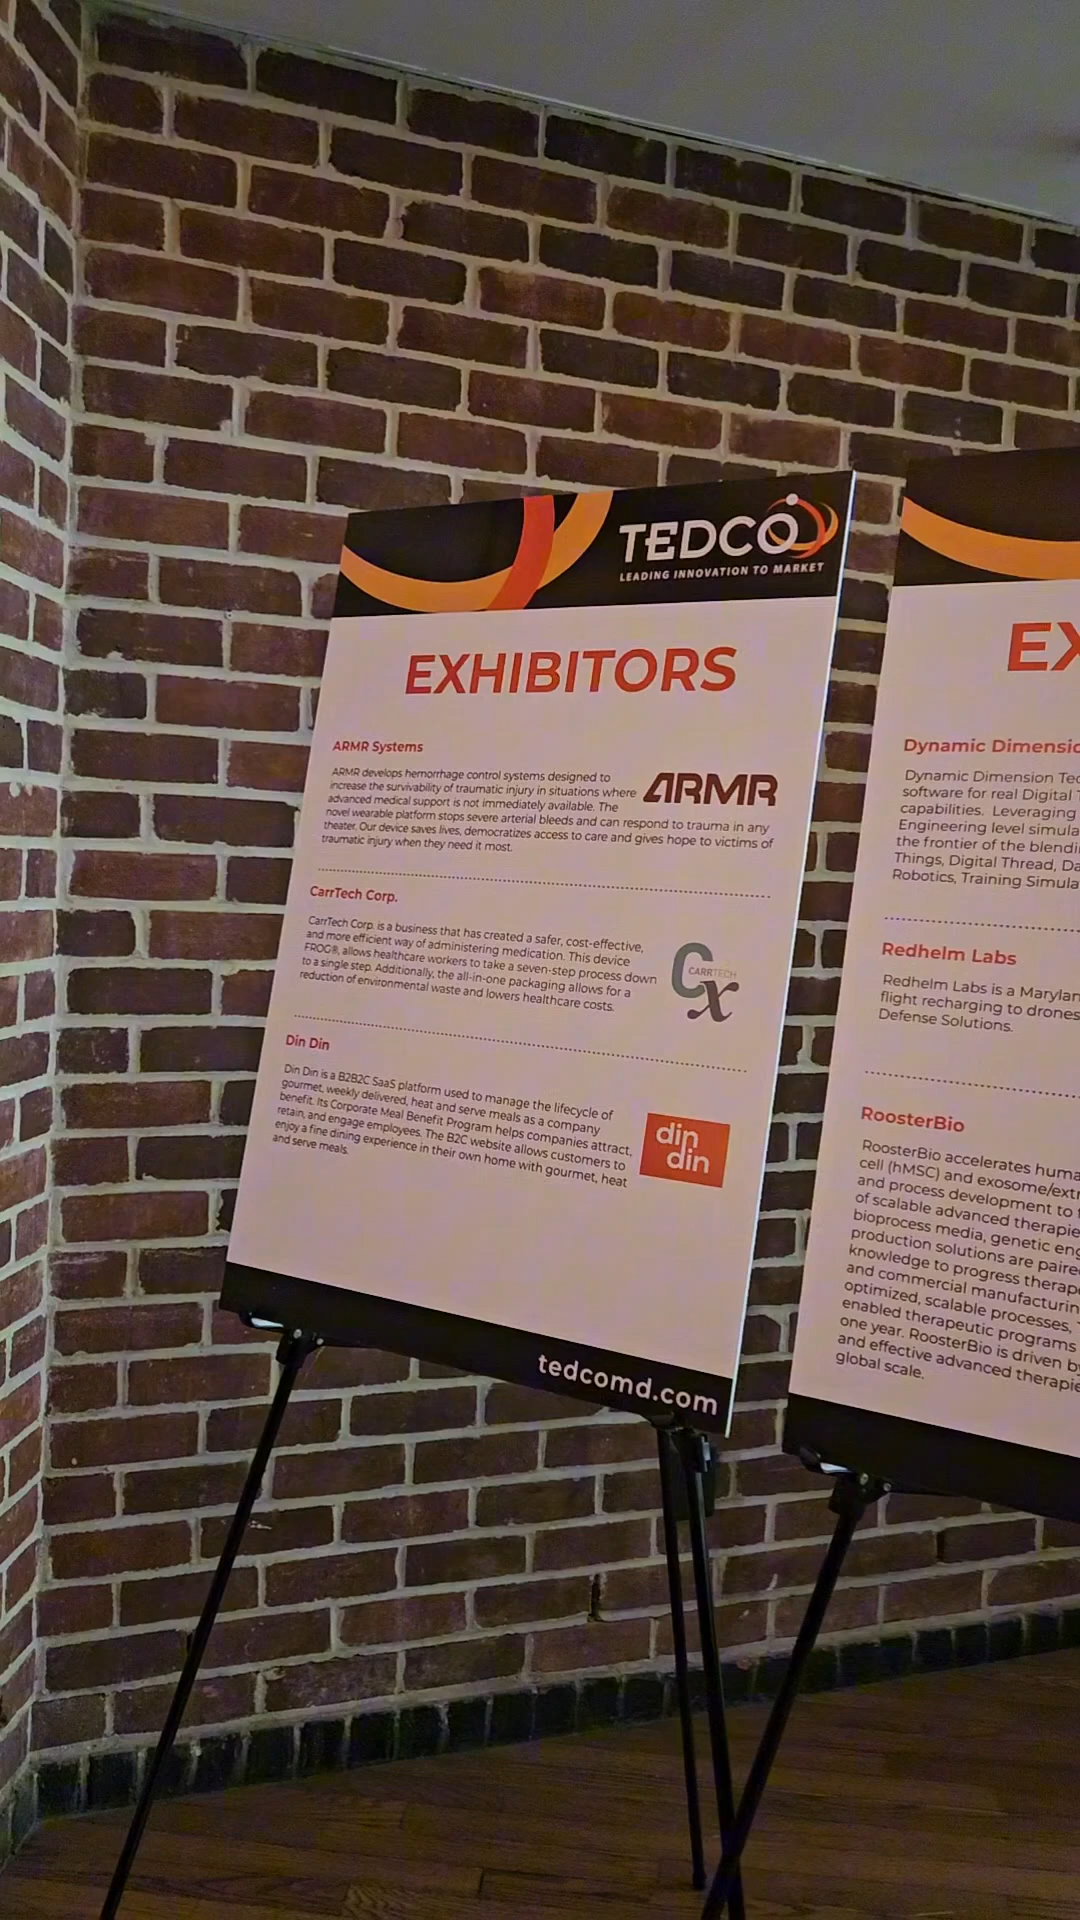 TEDCO
LEADING INNOVATION TO MARKET
EXHIBITORS
ARMR Systems
ARMR develops hemorrhage control systems designed to
increase the survivability of traumatic injury in situations where
advanced medical support is not immediately available. The
novel wearable platform stops severe arterial bleeds and can respond to trauma in any
theater. Our device saves lives, democratizes access to care and gives hope to victims of
traumatic injury when they need it most.
ARMR
CarrTech Corp.
CarrTech Corp. is a business that has created a safer, cost-effective,
and more efficient way of administering medication. This device
FROG®, allows healthcare workers to take a seven-step process down
to a single step. Additionally, the all-in-one packaging allows for a
reduction of environmental waste and lowers healthcare costs.
CARRTECH
Cx
Din Din
Din Din is a B2B2C SaaS platform used to manage the lifecycle of
gourmet, weekly delivered, heat and serve meals as a company
benefit. Its Corporate Meal Benefit Program helps companies attract,
retain, and engage employees. The B2C website allows customers to
enjoy a fine dining experience in their own home with gourmet, heat
and serve meals.
din
din
tedcomd.com
EX
Dynamic Dimensio
Dynamic Dimension Tec
software for real Digital T
capabilities. Leveraging
Engineering level simula
the frontier of the blendi
Things, Digital Thread, Da
Robotics, Training Simula
Redhelm Labs
Redhelm Labs is a Marylan
flight recharging to drones
Defense Solutions.
RoosterBio
RoosterBio accelerates huma
cell (hMSC) and exosome/extr
and process development to
of scalable advanced therapie
bioprocess media, genetic eng
production solutions are paire
knowledge to progress therap
and commercial manufacturin
optimized, scalable processes,
enabled therapeutic programs
one year. RoosterBio is driven by
and effective advanced therapie
global scale.